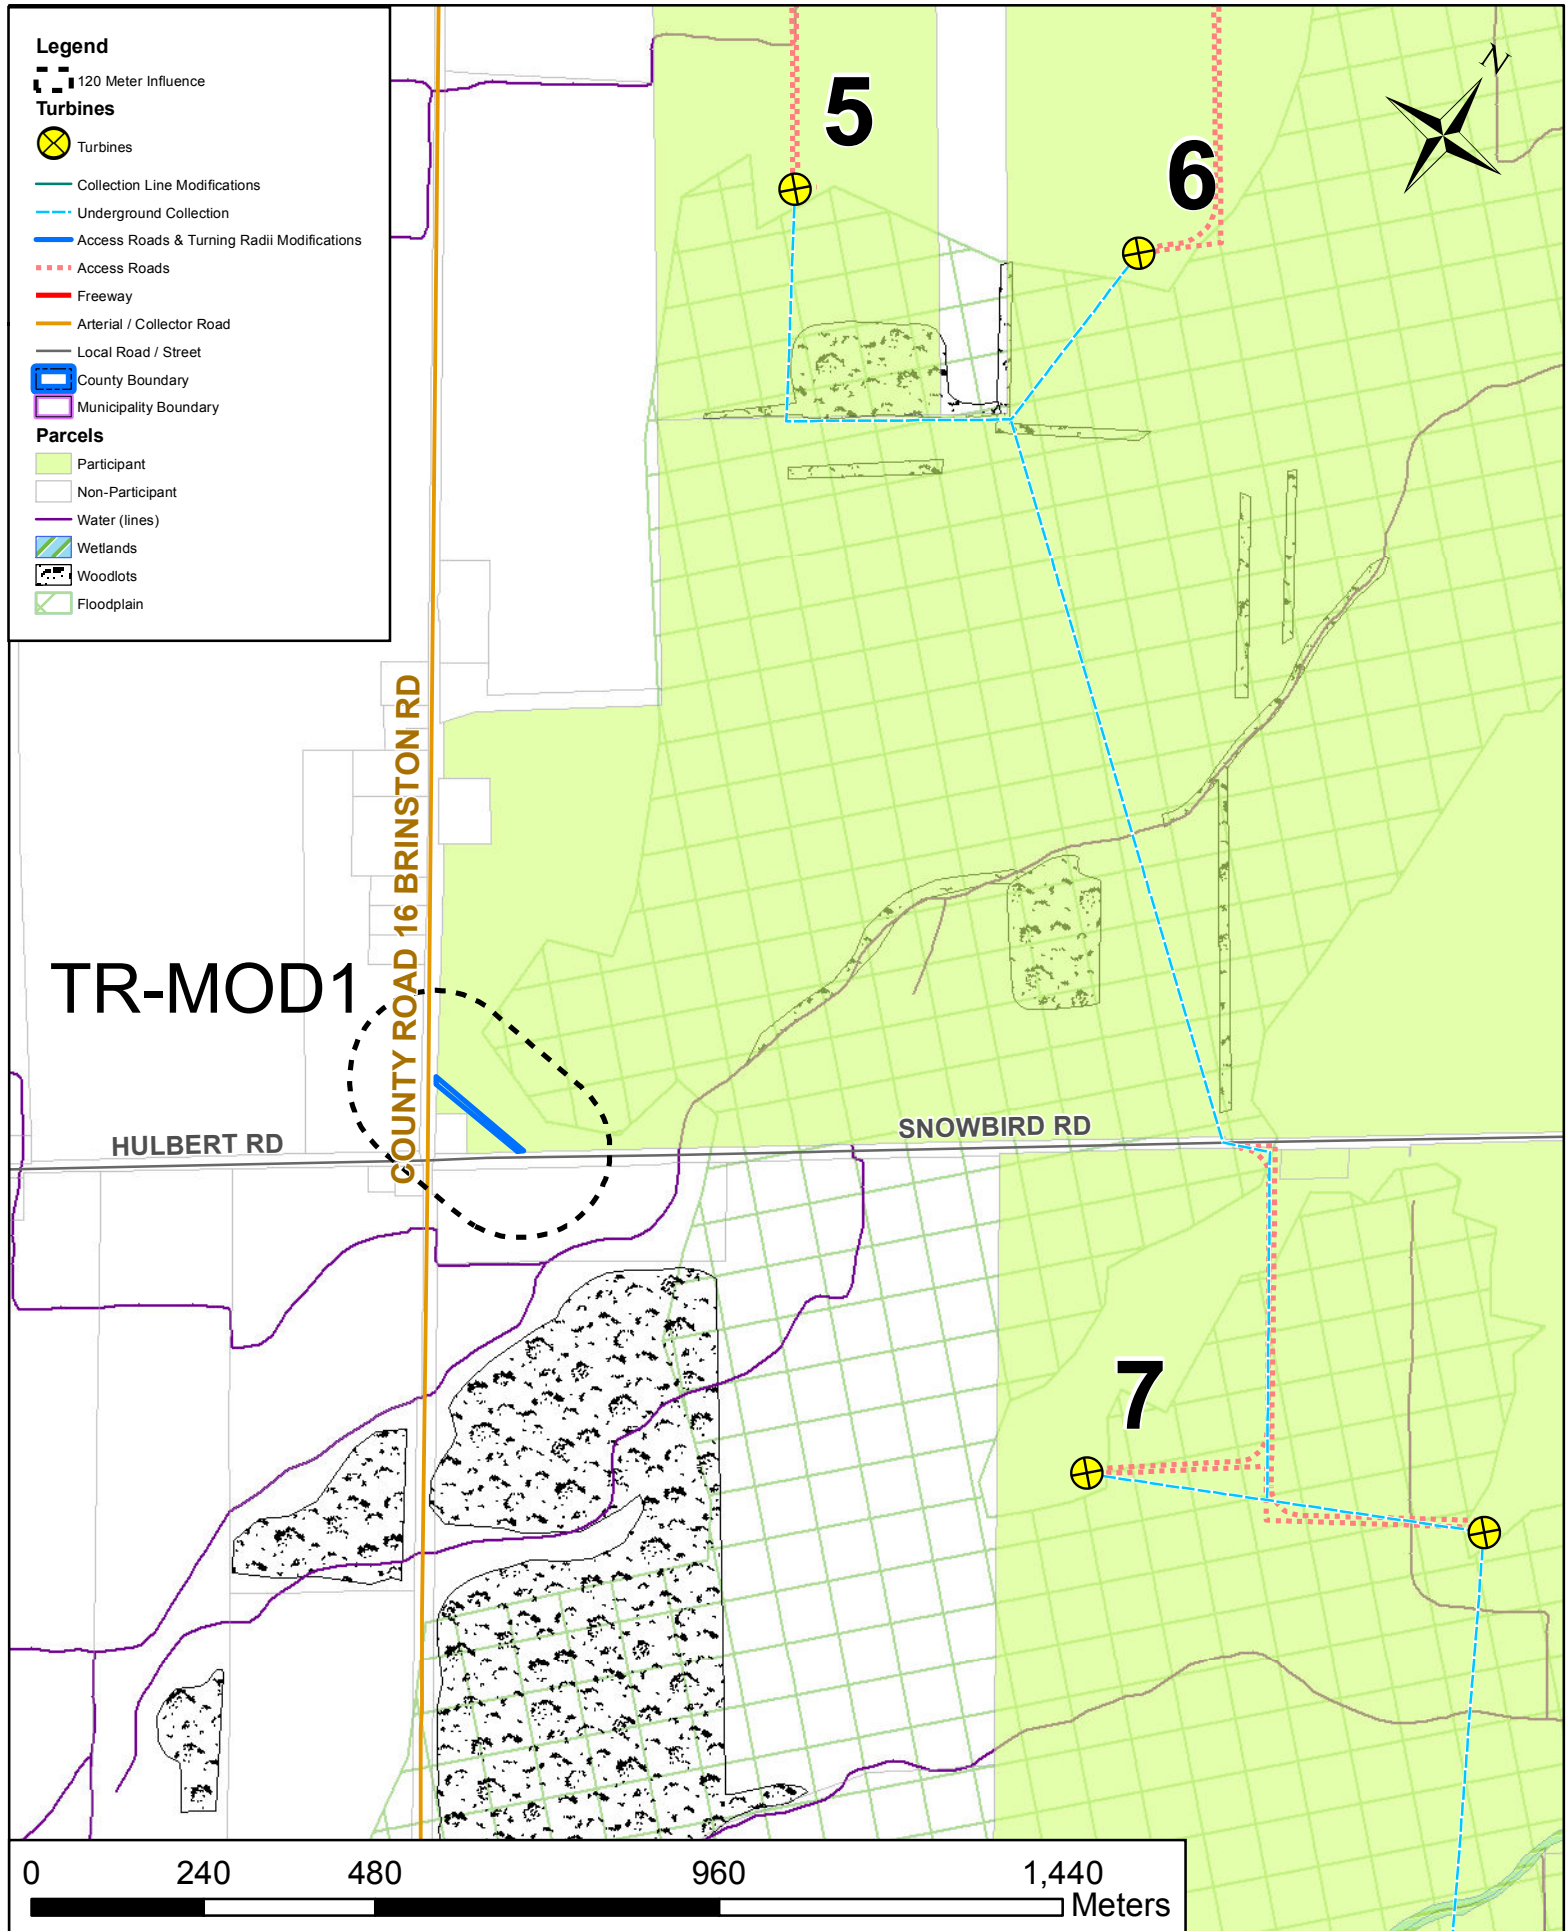 Legend
120 Meter Influence
Turbines
Turbines
Collection Line Modifications
Underground Collection
Access Roads & Turning Radii Modifications
Access Roads
Freeway
Arterial / Collector Road
Local Road / Street
County Boundary
Municipality Boundary
Parcels
Participant
Non-Participant
Water (lines)
Wetlands
Woodlots
Floodplain
N
5
6
COUNTY ROAD 16 BRINSTON RD
TR-MOD1
HULBERT RD
SNOWBIRD RD
7
0 240 480 960 1,440
Meters